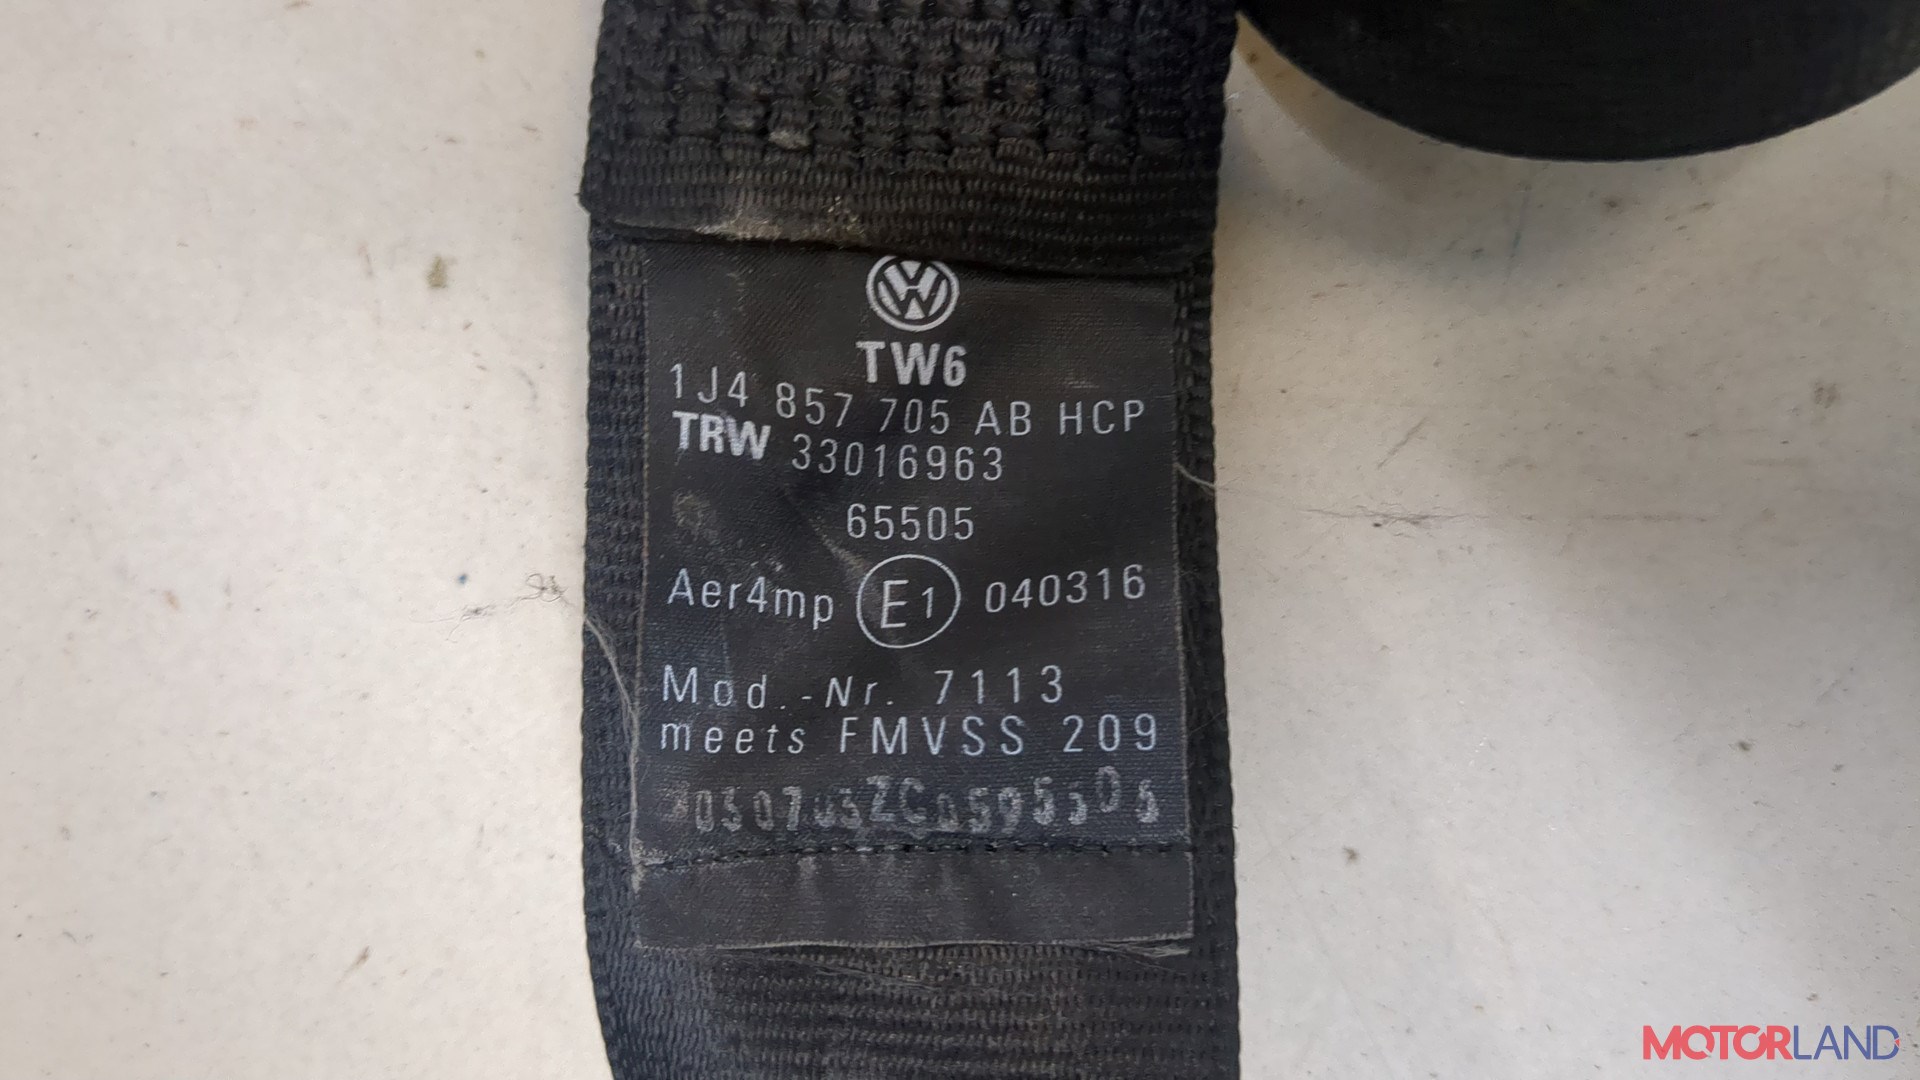 TW6
1J4 857 705 AB HCP
TRW 33016963
65505
Aer4mp E1 040316
Mod.-Nr. 7113
meets FMVSS 209
MOTORLAND